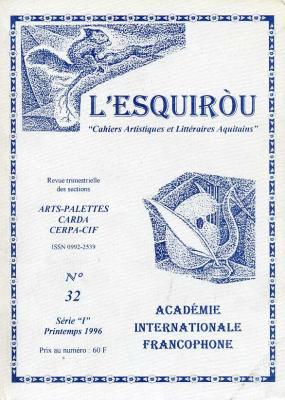 L'ESQUIRÒU
"Cahiers Artistiques et Littéraires Aquitains"
Revue trimestrielle
des sections
ARTS-PALETTES
CARDA
CERPA-CIF
ISSN 0992-2539
N°
32
Série "I"
Printemps 1996
Prix au numéro : 60 F
ACADÉMIE
INTERNATIONALE
FRANCOPHONE